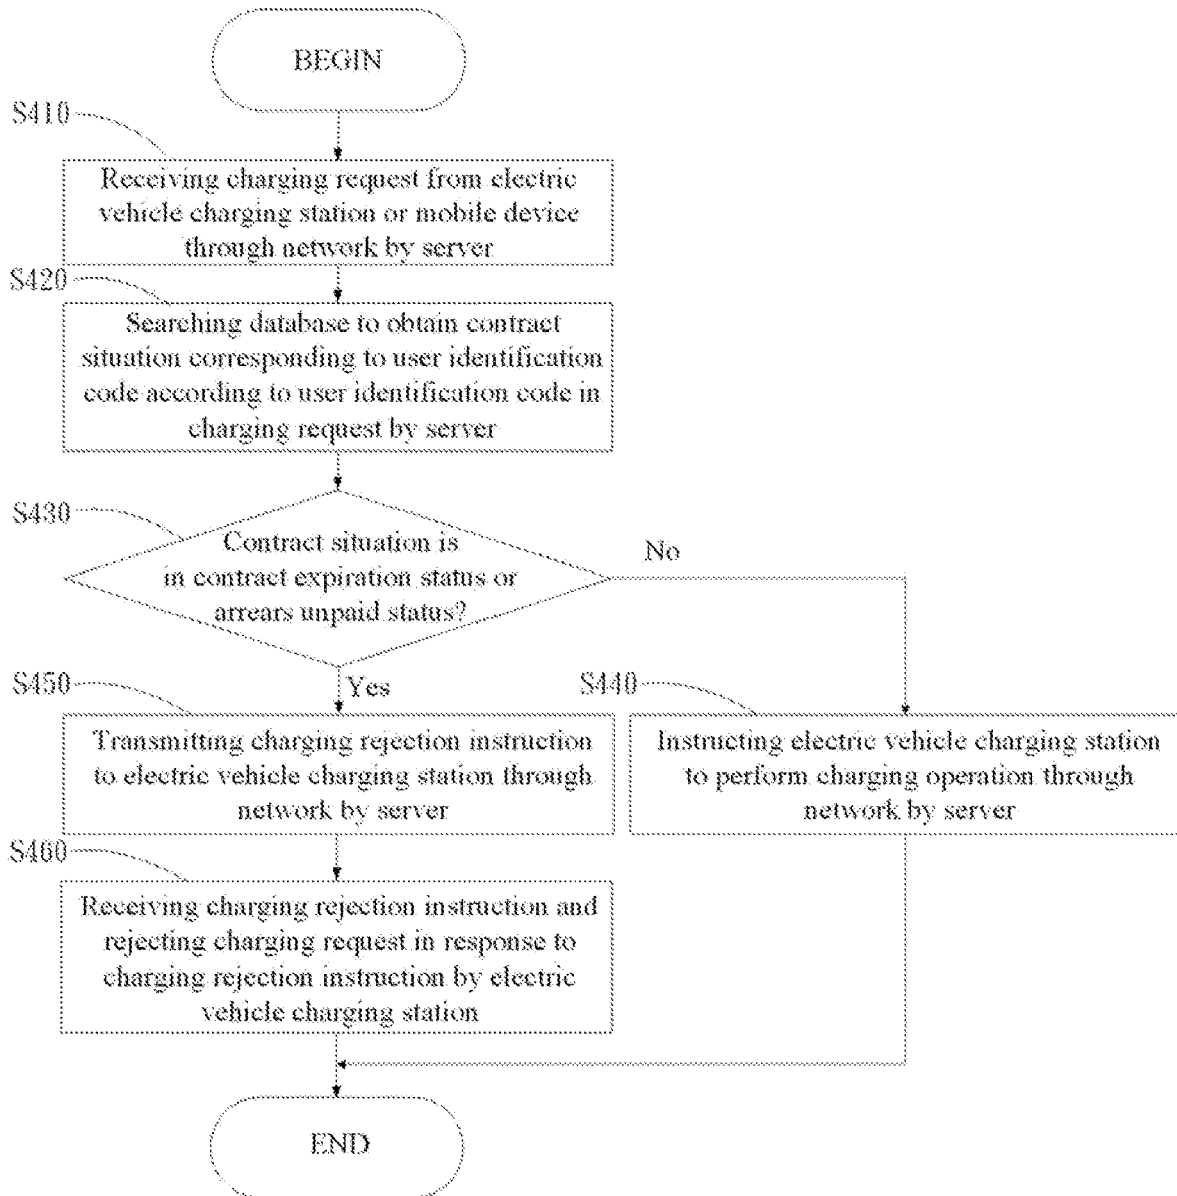 BEGIN
S410
Receiving charging request from electric
vehicle charging station or mobile device
through network by server
S420
Searching database to obtain contract
situation corresponding to user identification
code according to user identification code in
charging request by server
S430
Contract situation is
in contract expiration status or
arrears unpaid status?
No
Yes
S450
Transmitting charging rejection instruction
to electric vehicle charging station through
network by server
S440
Instructing electric vehicle charging station
to perform charging operation through
network by server
S460
Receiving charging rejection instruction and
rejecting charging request in response to
charging rejection instruction by electric
vehicle charging station
END